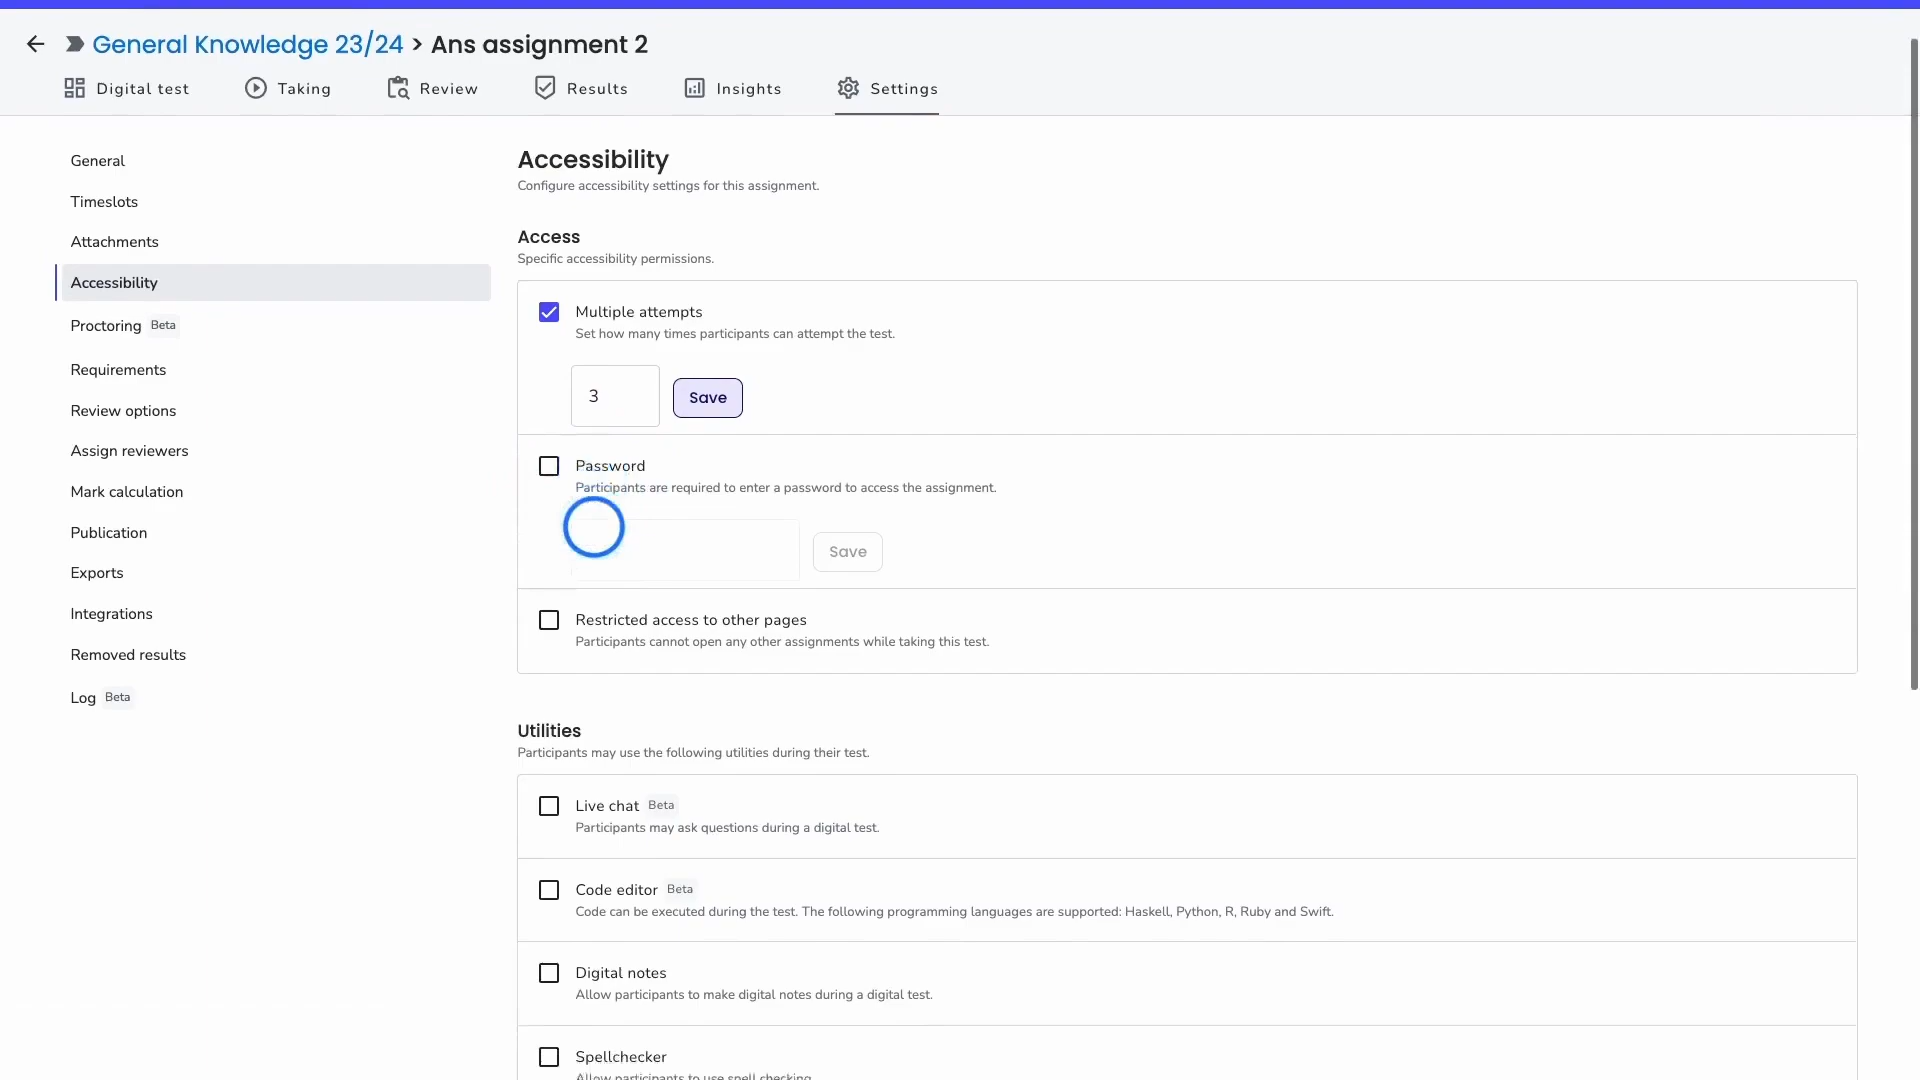 General Knowledge 23/24 > Ans assignment 2
Digital test
Taking
Review
Results
Insights
Settings
General
Timeslots
Attachments
Accessibility
Proctoring Beta
Requirements
Review options
Assign reviewers
Mark calculation
Publication
Exports
Integrations
Removed results
Log Beta
Accessibility
Configure accessibility settings for this assignment.
Access
Specific accessibility permissions.
Multiple attempts
Set how many times participants can attempt the test.
3
Save
Password
Participants are required to enter a password to access the assignment.
Save
Restricted access to other pages
Participants cannot open any other assignments while taking this test.
Utilities
Participants may use the following utilities during their test.
Live chat Beta
Participants may ask questions during a digital test.
Code editor Beta
Code can be executed during the test. The following programming languages are supported: Haskell, Python, R, Ruby and Swift.
Digital notes
Allow participants to make digital notes during a digital test.
Spellchecker
Allow participants to use spell checking.